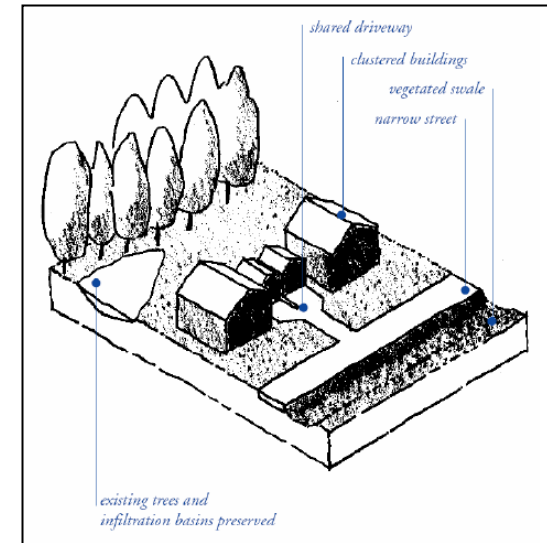 shared driveway
clustered buildings
vegetated swale
narrow street
existing trees and
infiltration basins preserved